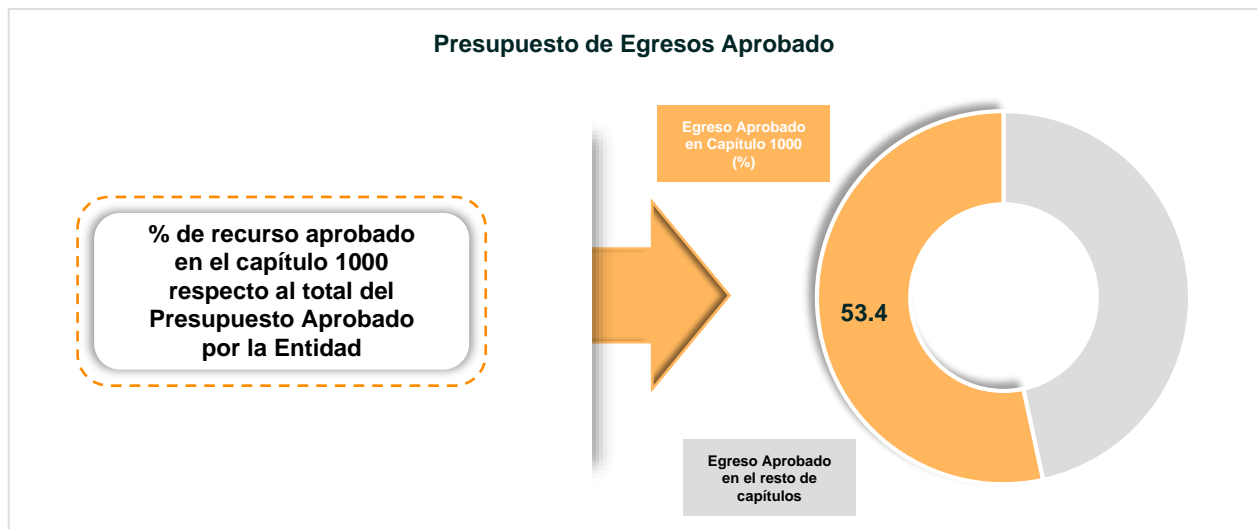 Presupuesto de Egresos Aprobado
Egreso Aprobado
en Capítulo 1000
(%)
% de recurso aprobado
en el capítulo 1000
respecto al total del
Presupuesto Aprobado
por la Entidad
53.4
Egreso Aprobado
en el resto de
capítulos